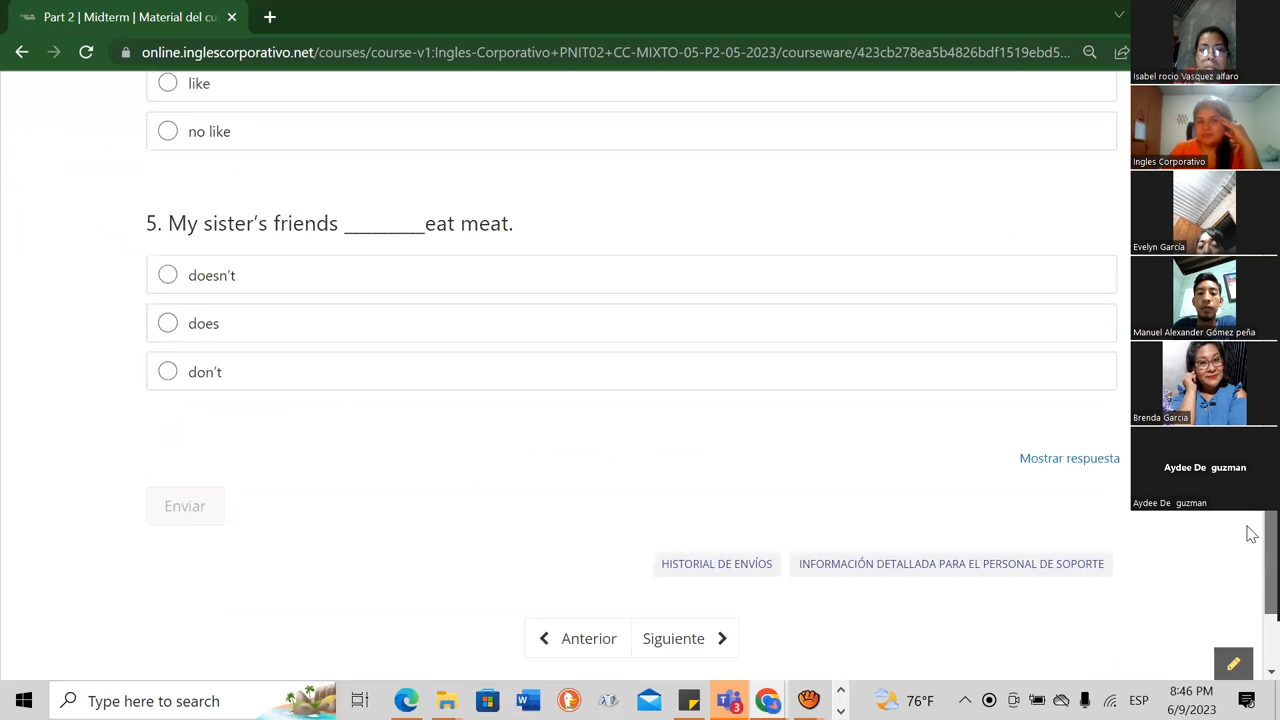 Part 2 | Midterm | Material del cu
online.inglescorporativo.net/courses/course-v1:Ingles-Corporativo+PNIT02+CC-MIXTO-05-P2-05-2023/courseware/423cb278ea5b4826bdf1519ebd5...
like
no like
5. My sister's friends _________eat meat.
doesn't
does
don't
Mostrar respuesta
Enviar
HISTORIAL DE ENVÍOS
INFORMACIÓN DETALLADA PARA EL PERSONAL DE SOPORTE
Anterior
Siguiente
Isabel rocio Vasquez alfaro
Ingles Corporativo
Evelyn García
Manuel Alexander Gómez peña
Brenda Garcia
Aydee De guzman
Aydee De guzman
Type here to search
76°F
ESP
8:46 PM
6/9/2023